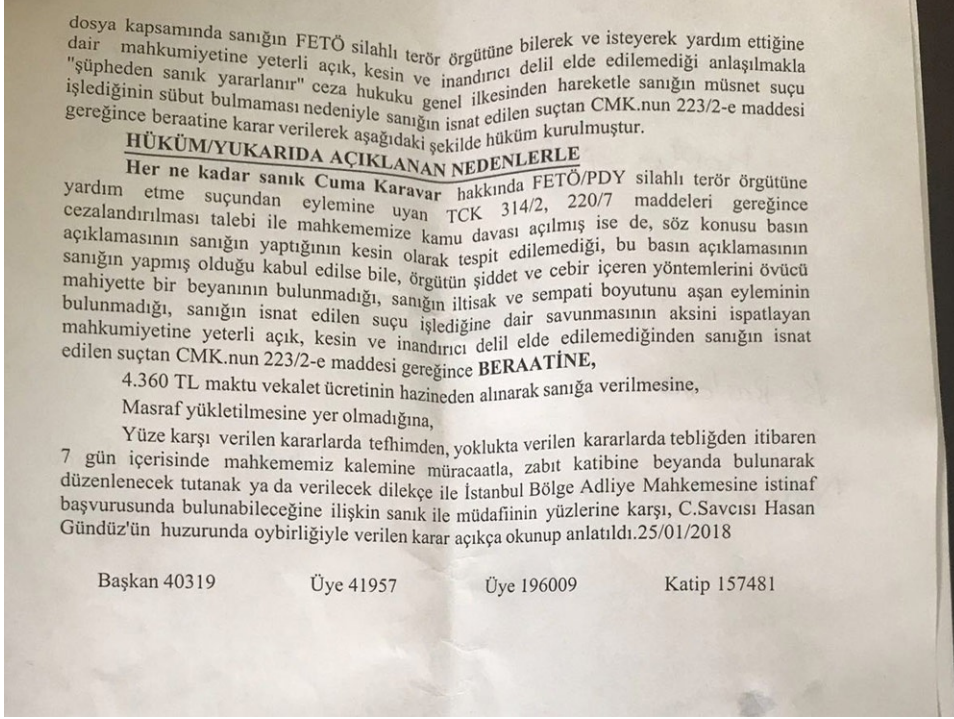 dosya kapsamında sanığın FETÖ silahlı terör örgütüne bilerek ve isteyerek yardım ettiğine
dair mahkumiyetine yeterli açık, kesin ve inandırıcı delil elde edilemediği anlaşılmakla
"şüpheden sanık yararlanır" ceza hukuku genel ilkesinden hareketle sanığın müsnet suçu
işlediğinin sübut bulmaması nedeniyle sanığın isnat edilen suçtan CMK.nun 223/2-e maddesi
gereğince beraatine karar verilerek aşağıdaki şekilde hüküm kurulmuştur.
HÜKÜM/YUKARIDA AÇIKLANAN NEDENLERLE
Her ne kadar sanık Cuma Karavar hakkında FETÖ/PDY silahlı terör örgütüne
yardım etme suçundan eylemine uyan TCK 314/2, 220/7 maddeleri gereğince
cezalandırılması talebi ile mahkememize kamu davası açılmış ise de, söz konusu basın
açıklamasının sanığın yaptığının kesin olarak tespit edilemediği, bu basın açıklamasının
sanığın yapmış olduğu kabul edilse bile, örgütün şiddet ve cebir içeren yöntemlerini övücü
mahiyette bir beyanının bulunmadığı, sanığın iltisak ve sempati boyutunu aşan eyleminin
bulunmadığı, sanığın isnat edilen suçu işlediğine dair savunmasının aksini ispatlayan
mahkumiyetine yeterli açık, kesin ve inandırıcı delil elde edilemediğinden sanığın isnat
edilen suçtan CMK.nun 223/2-e maddesi gereğince BERAATİNE,
4.360 TL maktu vekalet ücretinin hazineden alınarak sanığa verilmesine,
Masraf yükletilmesine yer olmadığına,
Yüze karşı verilen kararlarda tefhimden, yoklukta verilen kararlarda tebliğden itibaren
7 gün içerisinde mahkememiz kalemine müracaatla, zabıt katibine beyanda bulunarak
düzenlenecek tutanak ya da verilecek dilekçe ile İstanbul Bölge Adliye Mahkemesine istinaf
başvurusunda bulunabileceğine ilişkin sanık ile müdafiinin yüzlerine karşı, C.Savcısı Hasan
Gündüz'ün huzurunda oybirliğiyle verilen karar açıkça okunup anlatıldı.25/01/2018
Başkan 40319 Üye 41957 Üye 196009 Katip 157481